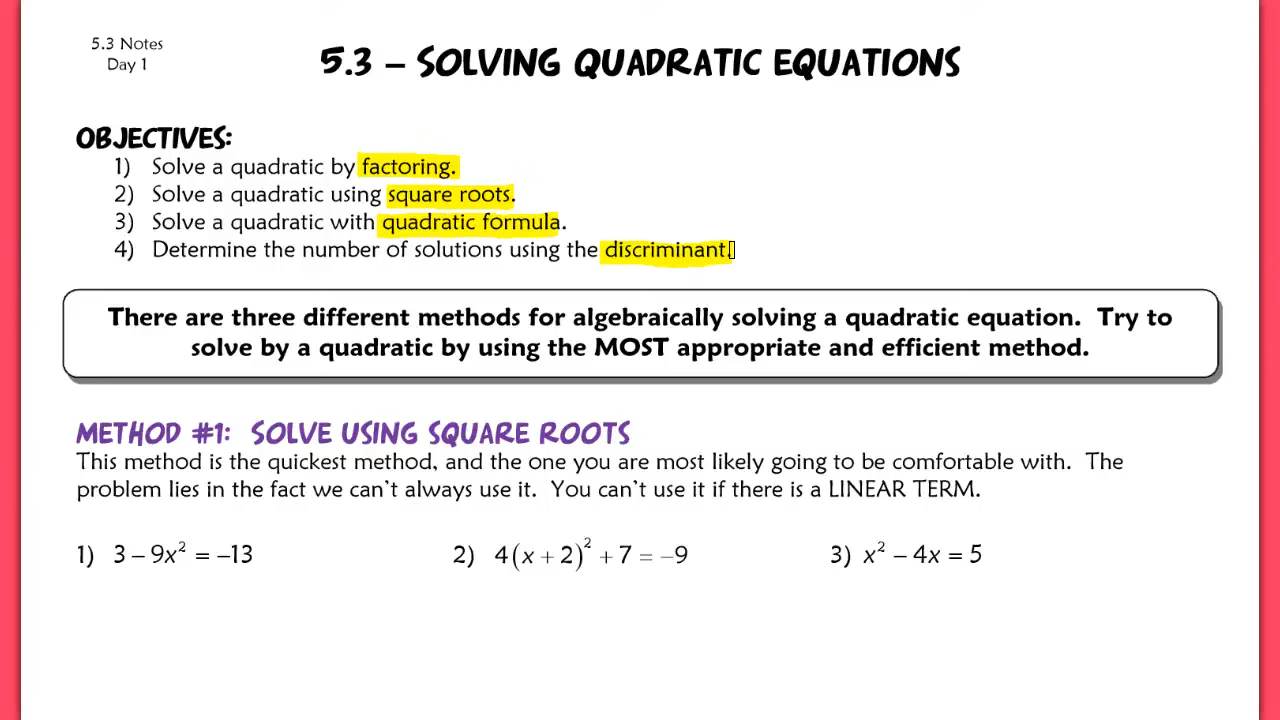 5.3 Notes
Day 1
5.3 – SOLVING QUADRATIC EQUATIONS
OBJECTIVES:
1) Solve a quadratic by factoring.
2) Solve a quadratic using square roots.
3) Solve a quadratic with quadratic formula.
4) Determine the number of solutions using the discriminant.
There are three different methods for algebraically solving a quadratic equation. Try to
solve by a quadratic by using the MOST appropriate and efficient method.
METHOD #1: SOLVE USING SQUARE ROOTS
This method is the quickest method, and the one you are most likely going to be comfortable with. The
problem lies in the fact we can't always use it. You can't use it if there is a LINEAR TERM.
1) 3 – 9x² = –13 2) 4(x + 2)² + 7 = –9 3) x² – 4x = 5